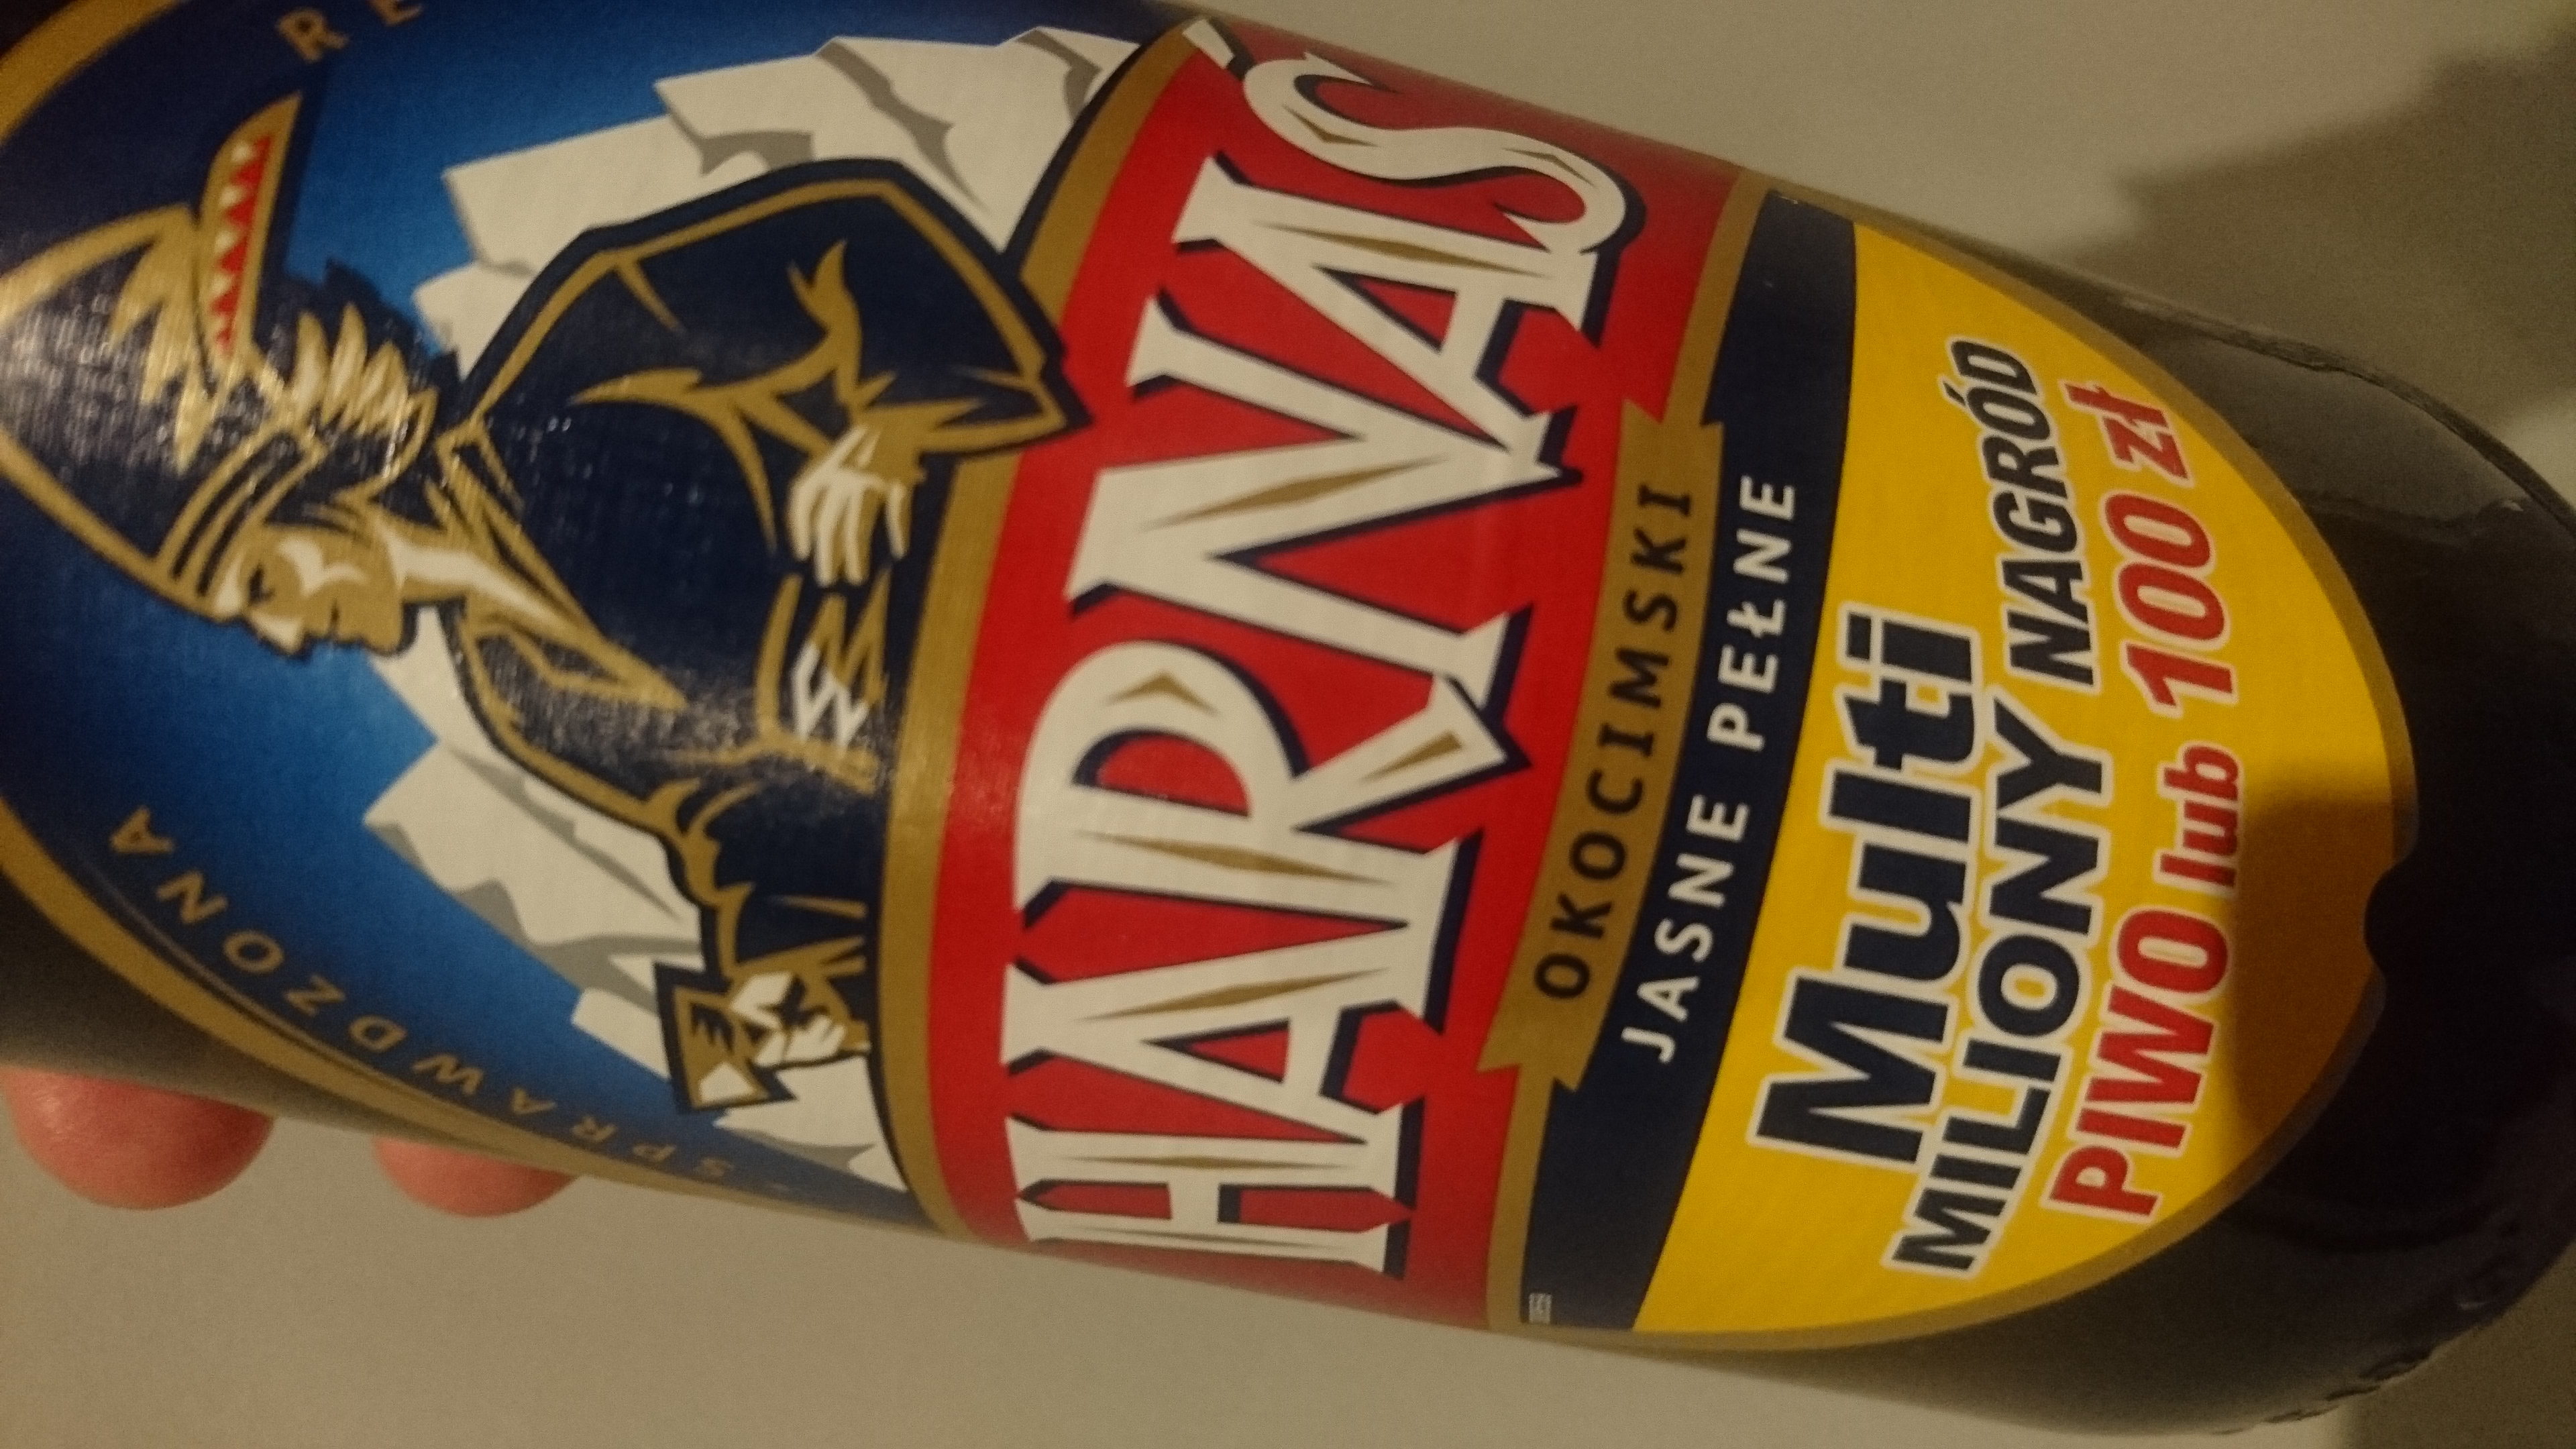 SPRAWDZONA
HARNAŚ
OKOCIMSKI
JASNE PEŁNE
Multi
MILIONY NAGRÓD
PIWO lub 100 zł